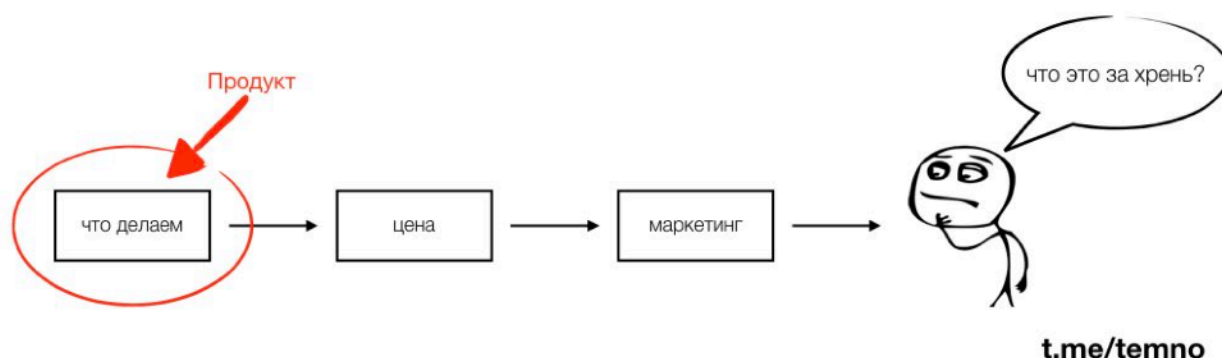 Продукт
что это за хрень?
что делаем
цена
маркетинг
t.me/temno